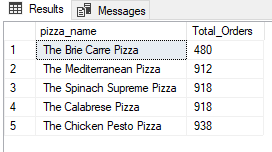 Results Messages
pizza_name Total_Orders
1 The Brie Carre Pizza 480
2 The Mediterranean Pizza 912
3 The Spinach Supreme Pizza 918
4 The Calabrese Pizza 918
5 The Chicken Pesto Pizza 938